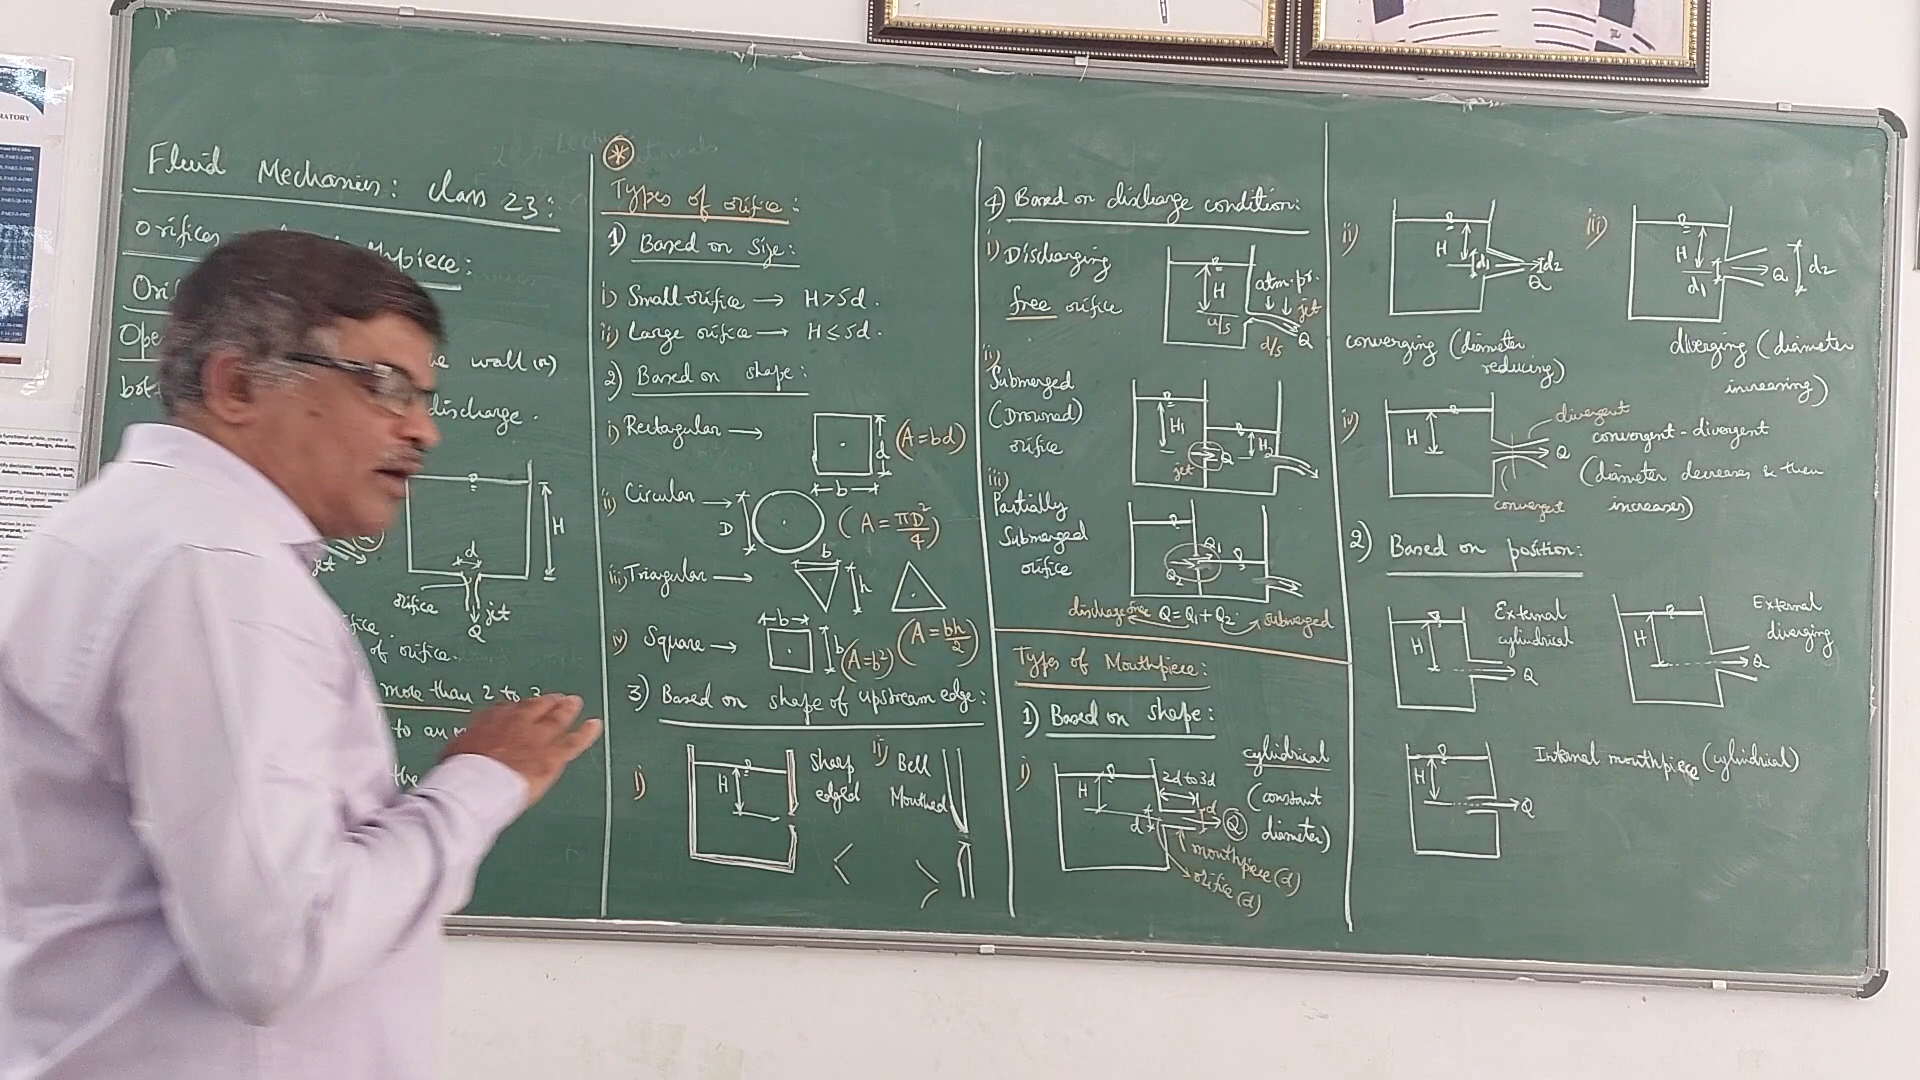 RATORY
Fluid Mechanics: class 23:
Orifices
piece:
Ori
Ope
wall (or)
bot
discharge.
H
d
orifice
jet
Q
jet
of orifice.
more than 2 to 3
to an
the
*
Types of orifice:
1) Based on Size:
i) Small orifice → H>5d.
ii) Large orifice → H≤5d.
2) Based on shape:
i) Rectagular → d (A=bd)
b
ii) Circular → D (A = πD²/4)
iii) Triagular → b h
iv) Square → b b (A=b²) (A = bh/2)
3) Based on shape of upstream edge:
i) H Sharp edged
ii) Bell Mouthed
4) Based on discharge condition:
i) Discharging
free orifice
H
u/s
atm. pr.
jet
Q
d/s
ii)
Submerged
(Drowned)
orifice
H1
jet
Q
H2
iii)
Partially
Submerged
orifice
Q1
Q2
discharge free Q=Q1+Q2. submerged
Types of Mouthpiece:
1) Based on shape:
i)
H
2d to 3d
d
d
Q
cylindrical
(constant
diameter)
mouthpiece (d)
orifice (d)
ii)
H
d1
d2
Q
converging (diameter
reducing)
iii)
H
d1
Q
d2
diverging (diameter
increasing)
iv)
H
divergent
Q
convergent
convergent-divergent
(diameter decreases & then
increases)
2) Based on position:
H
Q
External
cylindrical
H
Q
External
diverging
H
Q
Internal mouthpiece (cylindrical)